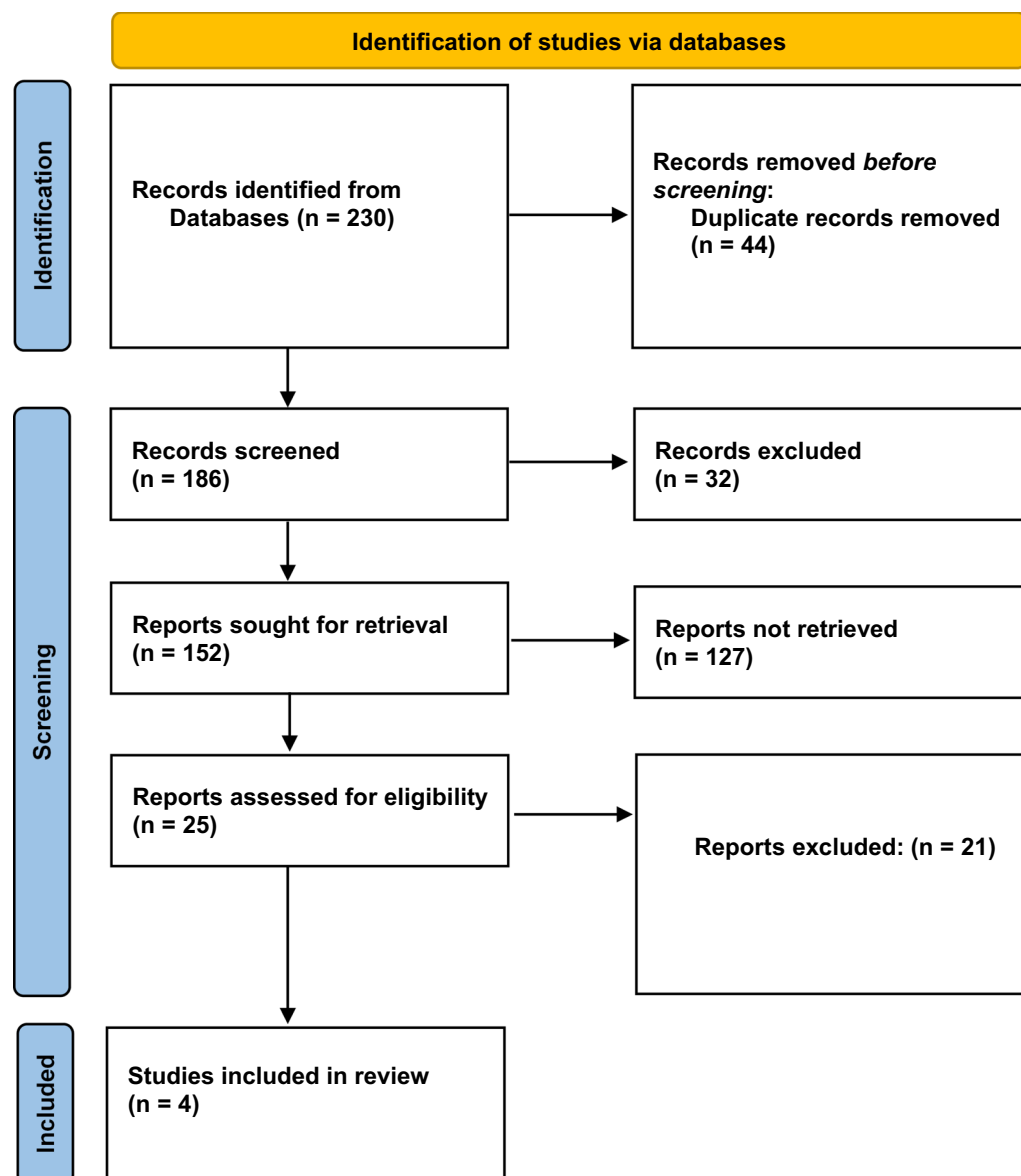 Identification of studies via databases
Identification
Records identified from
Databases (n = 230)
Records removed before
screening:
Duplicate records removed
(n = 44)
Screening
Records screened
(n = 186)
Records excluded
(n = 32)
Reports sought for retrieval
(n = 152)
Reports not retrieved
(n = 127)
Reports assessed for eligibility
(n = 25)
Reports excluded: (n = 21)
Included
Studies included in review
(n = 4)